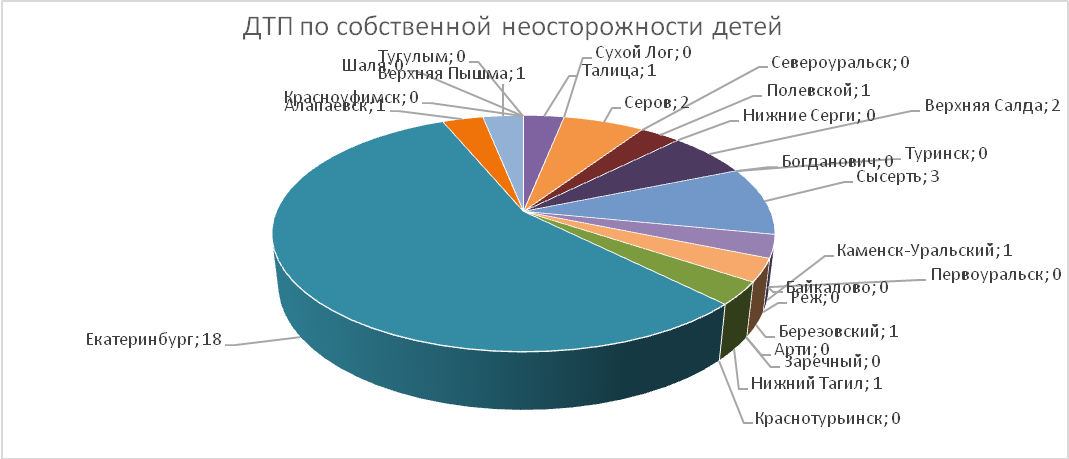 ДТП по собственной неосторожности детей
Сухой Лог; 0
Талица; 1
Серов; 2
Североуральск; 0
Полевской; 1
Нижние Серги; 0
Верхняя Салда; 2
Богданович; 0
Туринск; 0
Сысерть; 3
Каменск-Уральский; 1
Первоуральск; 0
Байкалово; 0
Реж; 0
Березовский; 1
Арти; 0
Заречный; 0
Нижний Тагил; 1
Краснотурьинск; 0
Екатеринбург; 18
Алапаевск; 1
Красноуфимск; 0
Верхняя Пышма; 1
Шаля; 0
Тугулым; 0